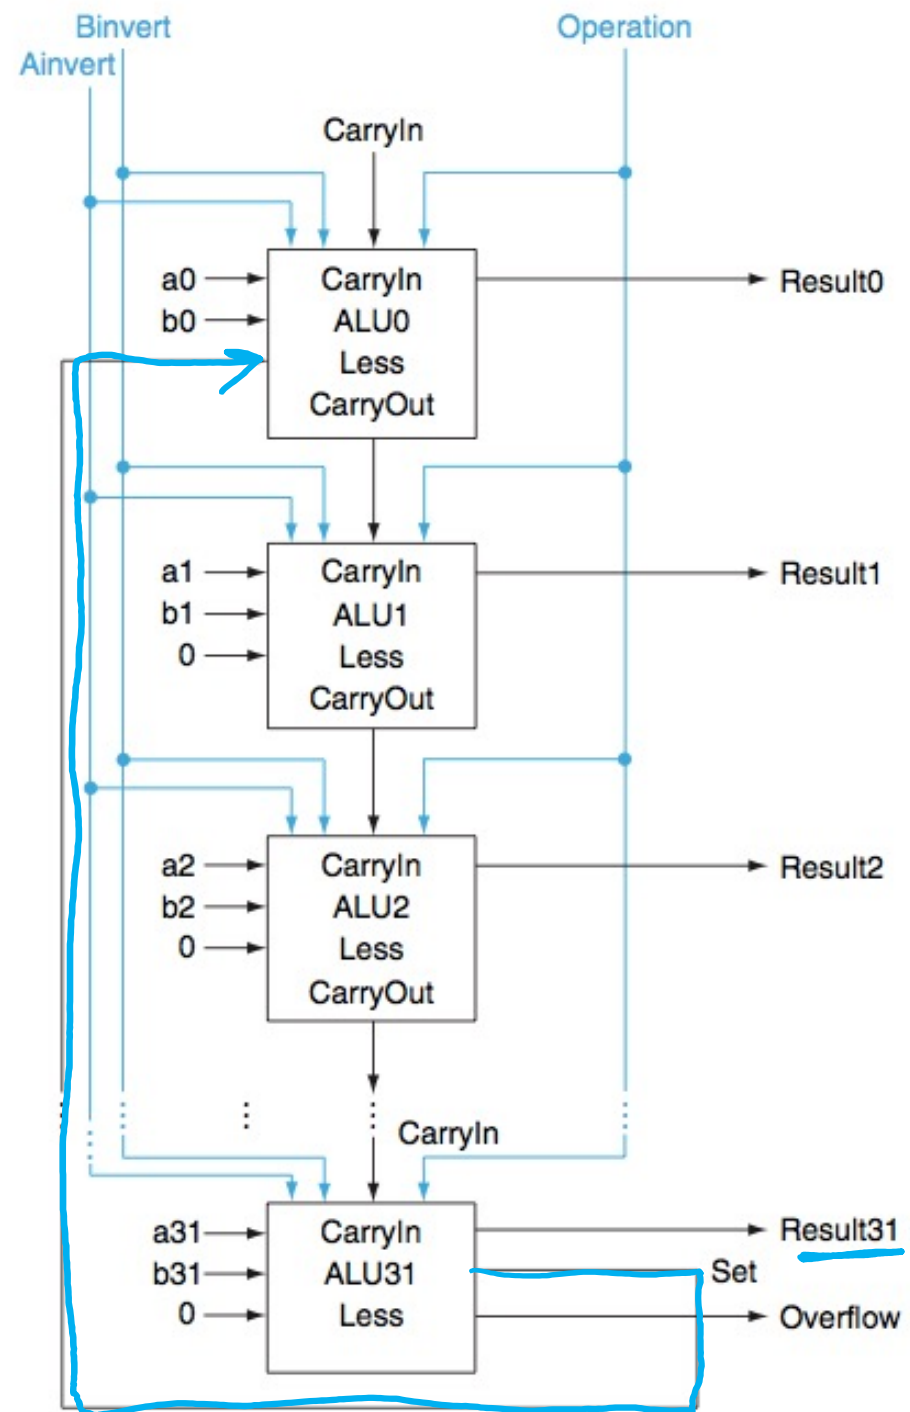 Binvert
Operation
Ainvert
CarryIn
a0
CarryIn
Result0
b0
ALU0
Less
CarryOut
a1
CarryIn
Result1
b1
ALU1
0
Less
CarryOut
a2
CarryIn
Result2
b2
ALU2
0
Less
CarryOut
CarryIn
a31
CarryIn
Result31
b31
ALU31
Set
0
Less
Overflow